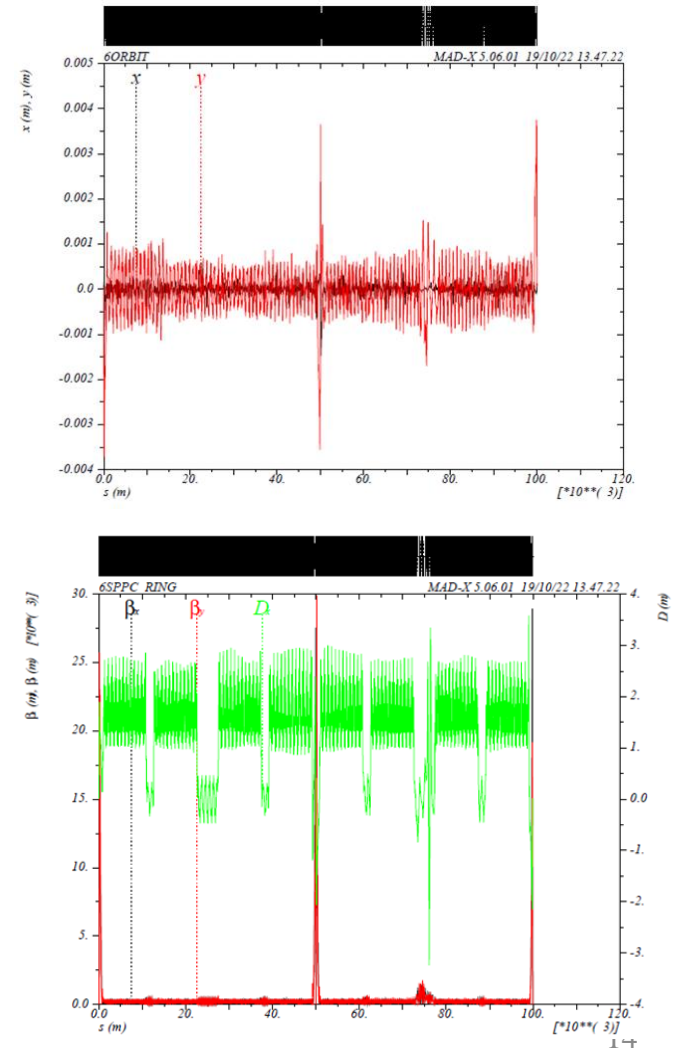 6ORBIT MAD-X 5.06.01 19/10/22 13.47.22
x y
x (m), y (m)
0.005
0.004
0.003
0.002
0.001
0.0
-0.001
-0.002
-0.003
-0.004
0.0 20. 40. 60. 80. 100. 120.
s (m) [*10**( 3)]
6SPPC RING MAD-X 5.06.01 19/10/22 13.47.22
βx βy D
β (m), β (m) [*10**( 3)]
30.
25.
20.
15.
10.
5.
0.0
D (m)
4.
3.
2.
1.
0.0
-1.
-2.
-3.
-4.
0.0 20. 40. 60. 80. 100. 120.
s (m) [*10**( 3)]